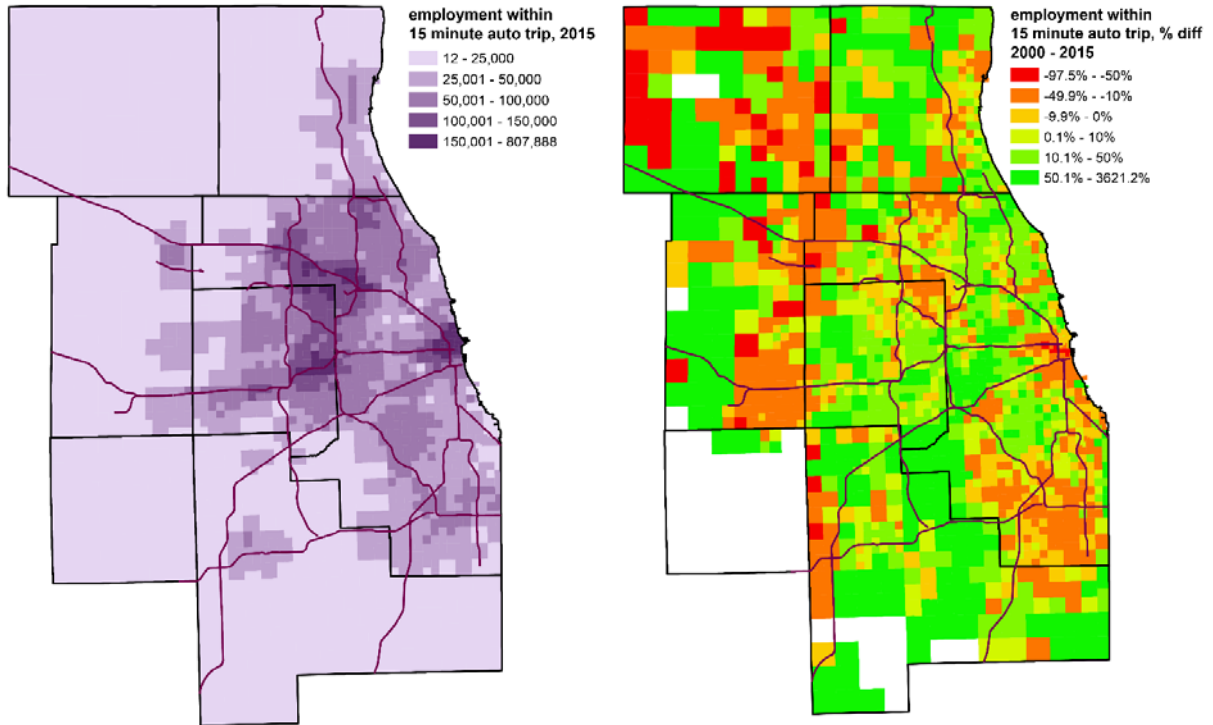 employment within
15 minute auto trip, 2015
12 - 25,000
25,001 - 50,000
50,001 - 100,000
100,001 - 150,000
150,001 - 807,888
employment within
15 minute auto trip, % diff
2000 - 2015
-97.5% - -50%
-49.9% - -10%
-9.9% - 0%
0.1% - 10%
10.1% - 50%
50.1% - 3621.2%